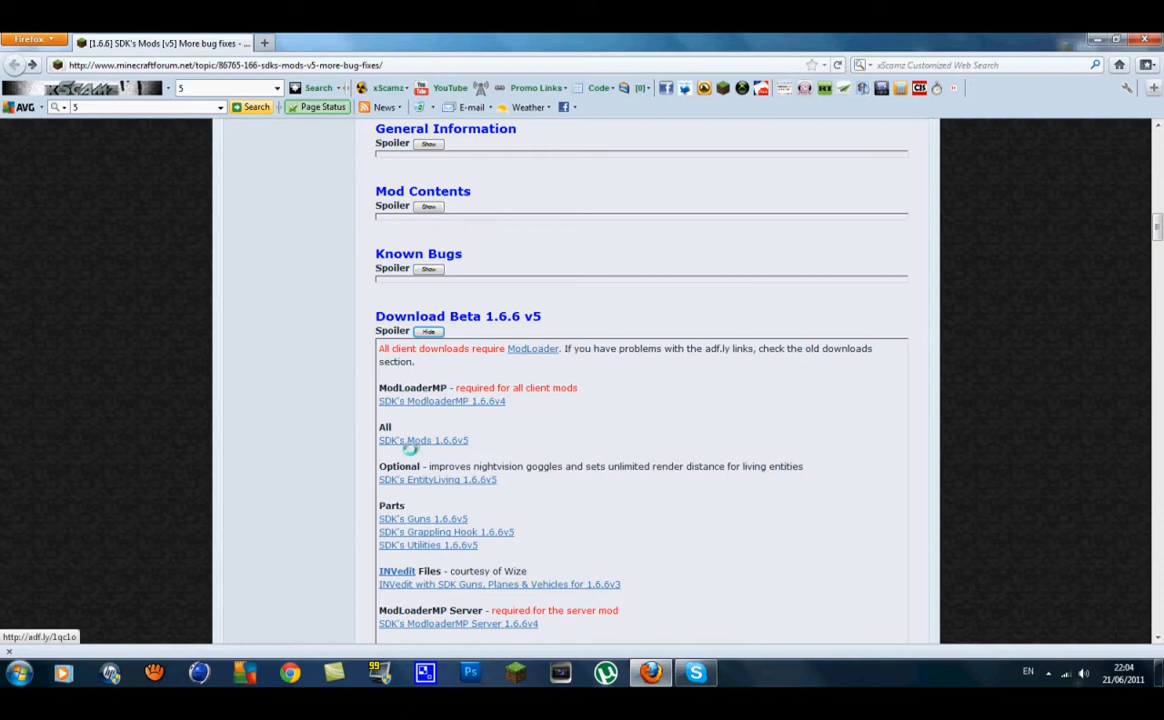 Firefox
[1.6.6] SDK's Mods [v5] More bug fixes - ...
http://www.minecraftforum.net/topic/86765-166-sdks-mods-v5-more-bug-fixes/
xScamz Customized Web Search
XSCAMZ
5
Search
xScamz
YouTube
Promo Links
Code
[0]
AVG
5
Search
Page Status
News
E-mail
Weather
General Information
Spoiler Show
Mod Contents
Spoiler Show
Known Bugs
Spoiler Show
Download Beta 1.6.6 v5
Spoiler Hide
All client downloads require ModLoader. If you have problems with the adf.ly links, check the old downloads
section.
ModLoaderMP - required for all client mods
SDK's ModloaderMP 1.6.6v4
All
SDK's Mods 1.6.6v5
Optional - improves nightvision goggles and sets unlimited render distance for living entities
SDK's EntityLiving 1.6.6v5
Parts
SDK's Guns 1.6.6v5
SDK's Grappling Hook 1.6.6v5
SDK's Utilities 1.6.6v5
INVedit Files - courtesy of Wize
INVedit with SDK Guns, Planes & Vehicles for 1.6.6v3
ModLoaderMP Server - required for the server mod
SDK's ModloaderMP Server 1.6.6v4
http://adf.ly/1qc1o
99
Ps
EN
22:04
21/06/2011